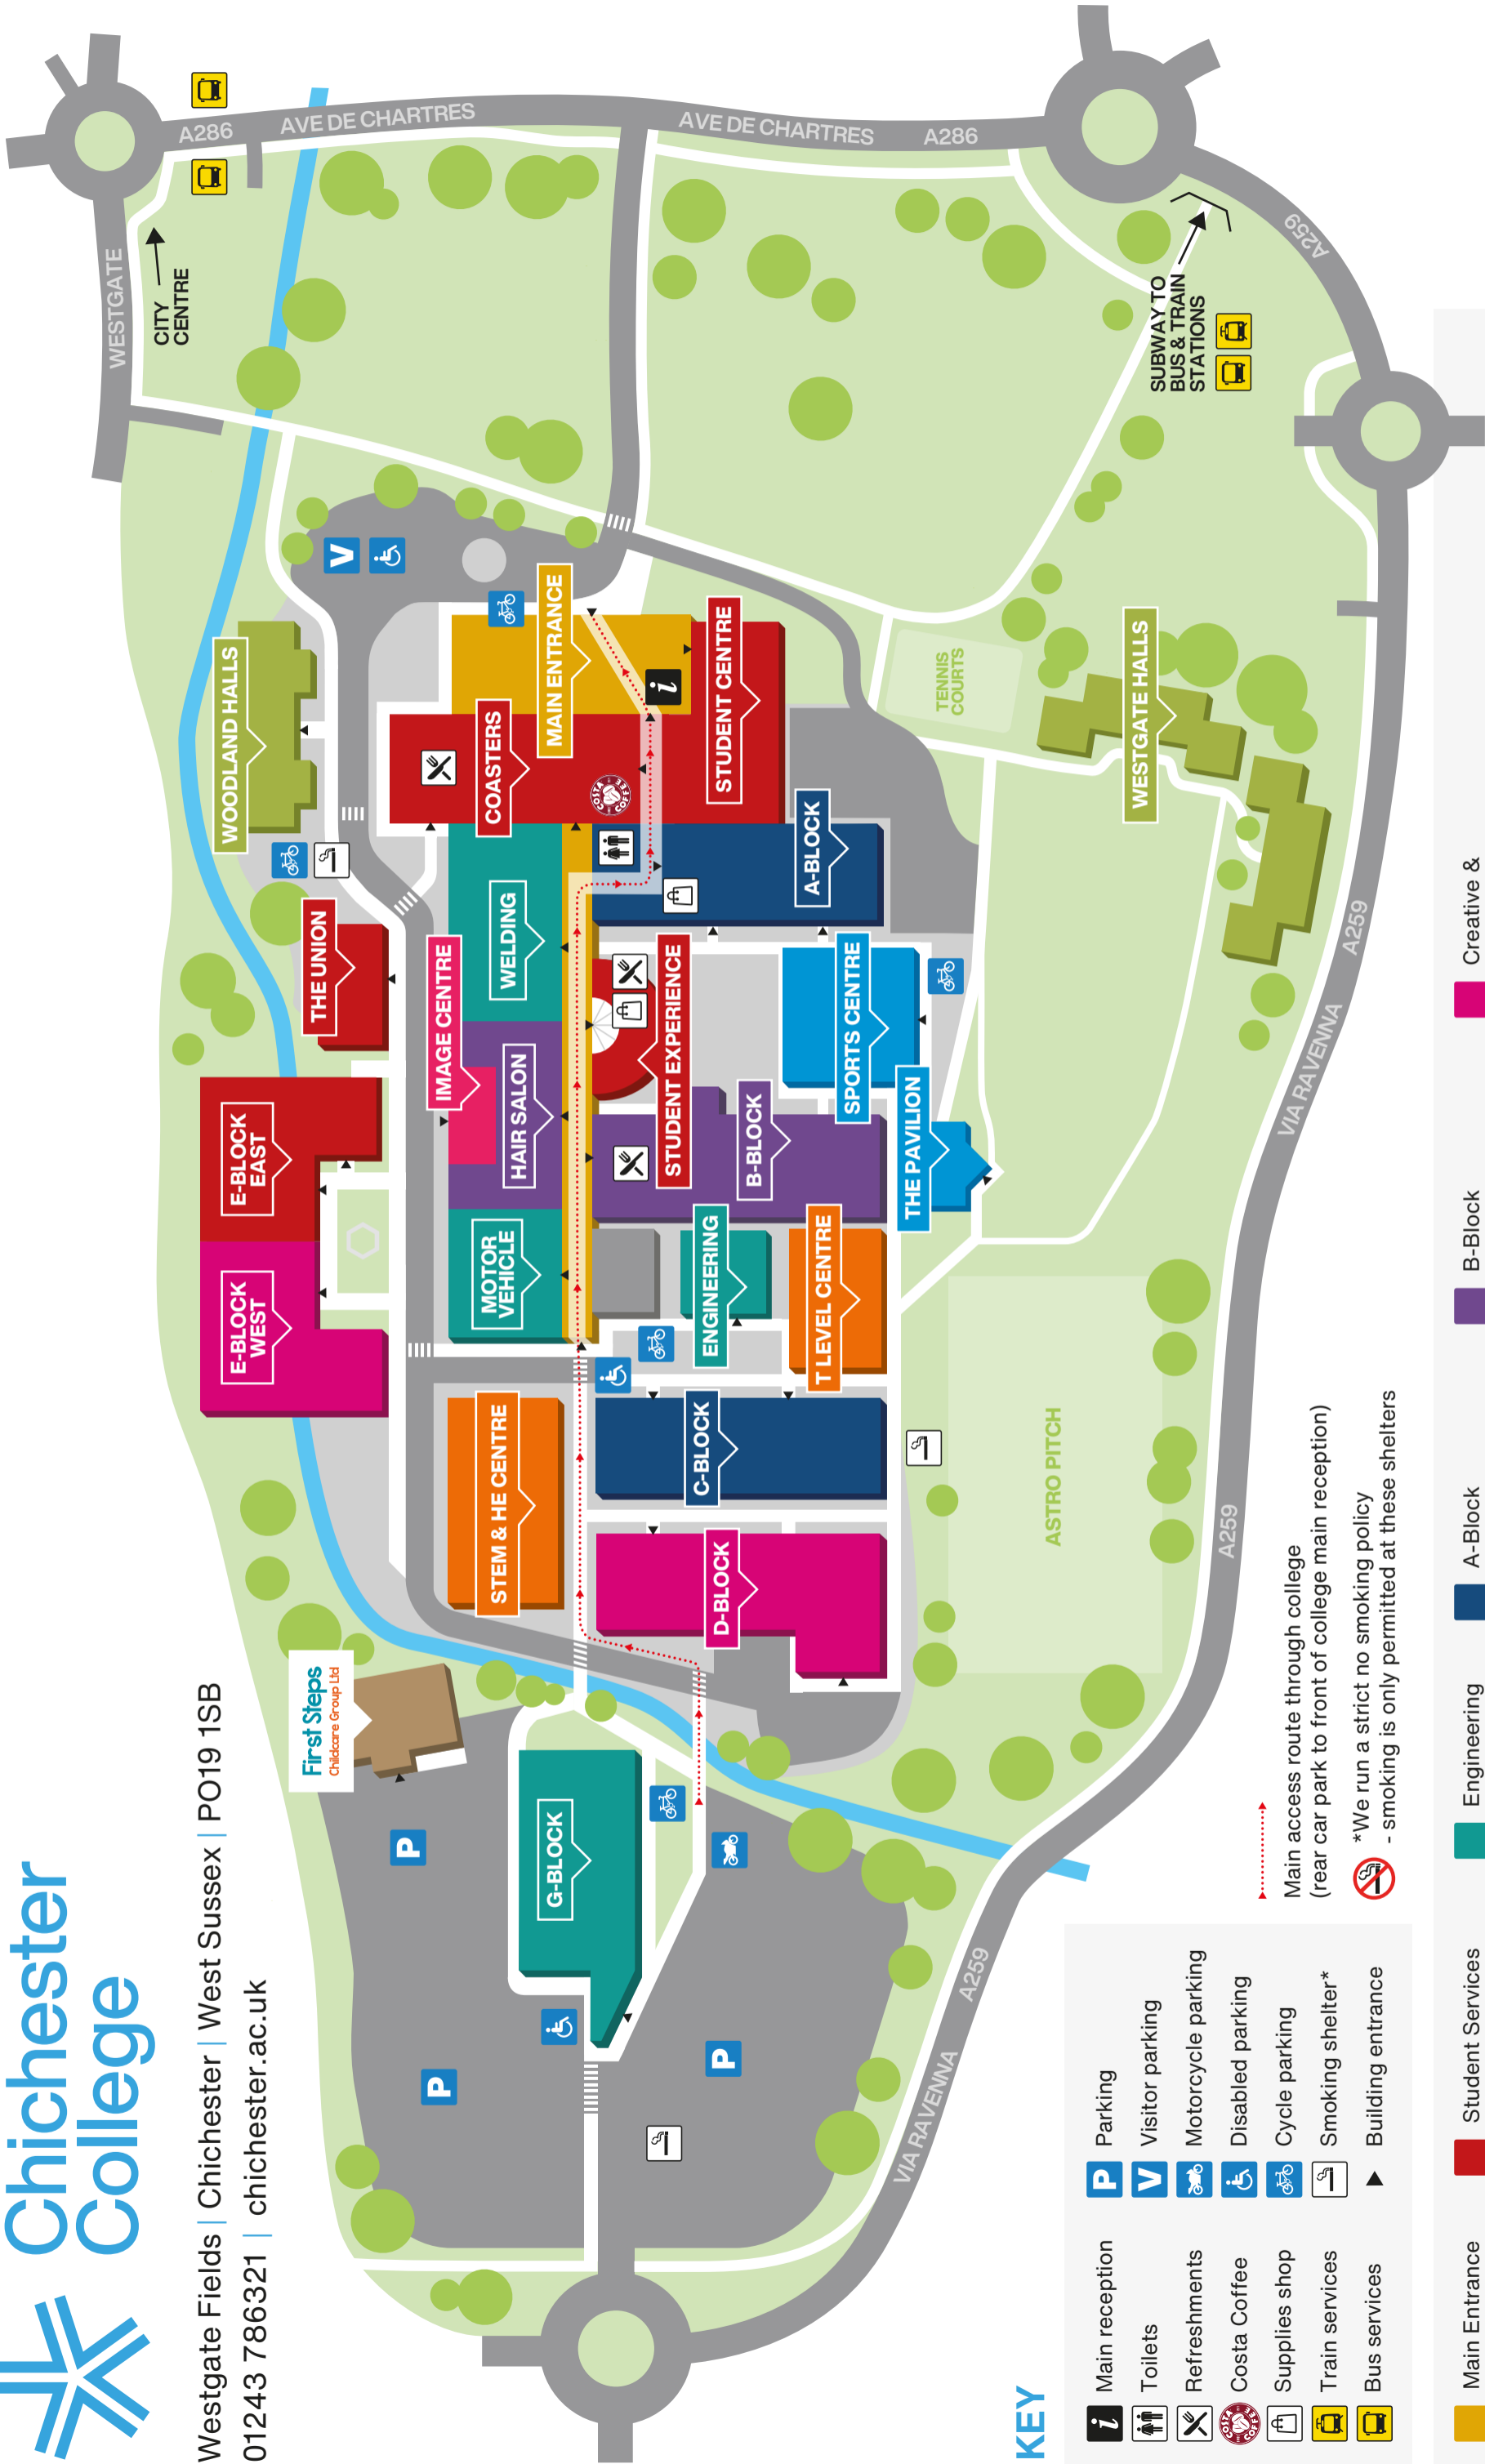 Chichester
College
Westgate Fields | Chichester | West Sussex | PO19 1SB
01243 786321 | chichester.ac.uk
WESTGATE
CITY
CENTRE
A286
AVE DE CHARTRES
AVE DE CHARTRES
A286
A259
SUBWAY TO
BUS & TRAIN
STATIONS
First Steps
Childcare Group Ltd
E-BLOCK
WEST
E-BLOCK
EAST
THE UNION
WOODLAND HALLS
V
P
P
P
G-BLOCK
STEM & HE CENTRE
MOTOR
VEHICLE
HAIR SALON
IMAGE CENTRE
WELDING
COASTERS
MAIN ENTRANCE
COSTA
COFFEE
i
STUDENT CENTRE
STUDENT EXPERIENCE
A-BLOCK
B-BLOCK
ENGINEERING
C-BLOCK
D-BLOCK
T LEVEL CENTRE
SPORTS CENTRE
THE PAVILION
TENNIS
COURTS
WESTGATE HALLS
ASTRO PITCH
VIA RAVENNA
A259
A259
VIA RAVENNA
A259
KEY
i Main reception
Toilets
Refreshments
COSTA COFFEE Costa Coffee
Supplies shop
Train services
Bus services
P Parking
V Visitor parking
Motorcycle parking
Disabled parking
Cycle parking
Smoking shelter*
Building entrance
Main access route through college
(rear car park to front of college main reception)
*We run a strict no smoking policy
- smoking is only permitted at these shelters
Main Entrance
Student Services
Engineering
A-Block
B-Block
Creative &